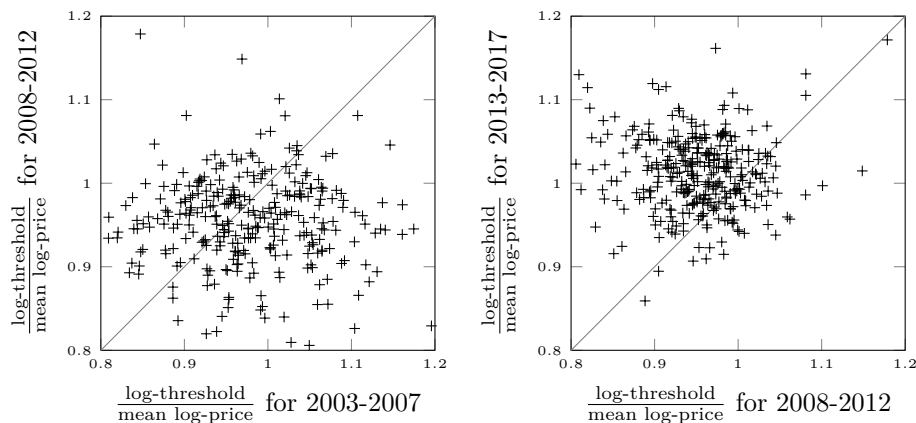 1.2
1.1
1
0.9
0.8
0.8 0.9 1 1.1 1.2
log-threshold
mean log-price
for 2008-2012
log-threshold
mean log-price
for 2003-2007
1.2
1.1
1
0.9
0.8
0.8 0.9 1 1.1 1.2
log-threshold
mean log-price
for 2013-2017
log-threshold
mean log-price
for 2008-2012